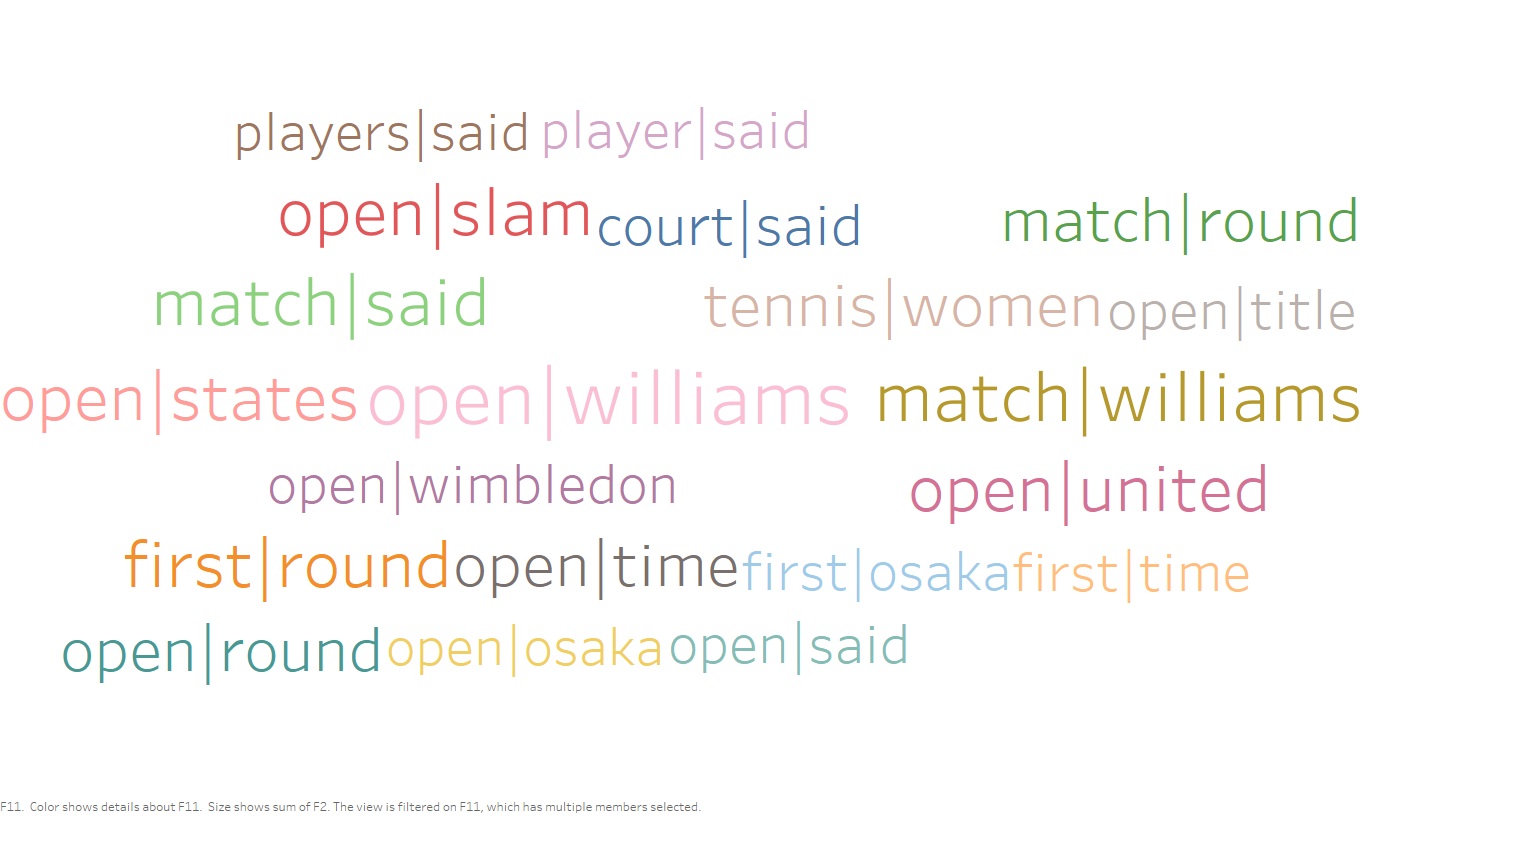 players|said player|said
open|slam court|said match|round
match|said tennis|women open|title
open|states open|williams match|williams
open|wimbledon open|united
first|round open|time first|osaka first|time
open|round open|osaka open|said
F11. Color shows details about F11. Size shows sum of F2. The view is filtered on F11, which has multiple members selected.